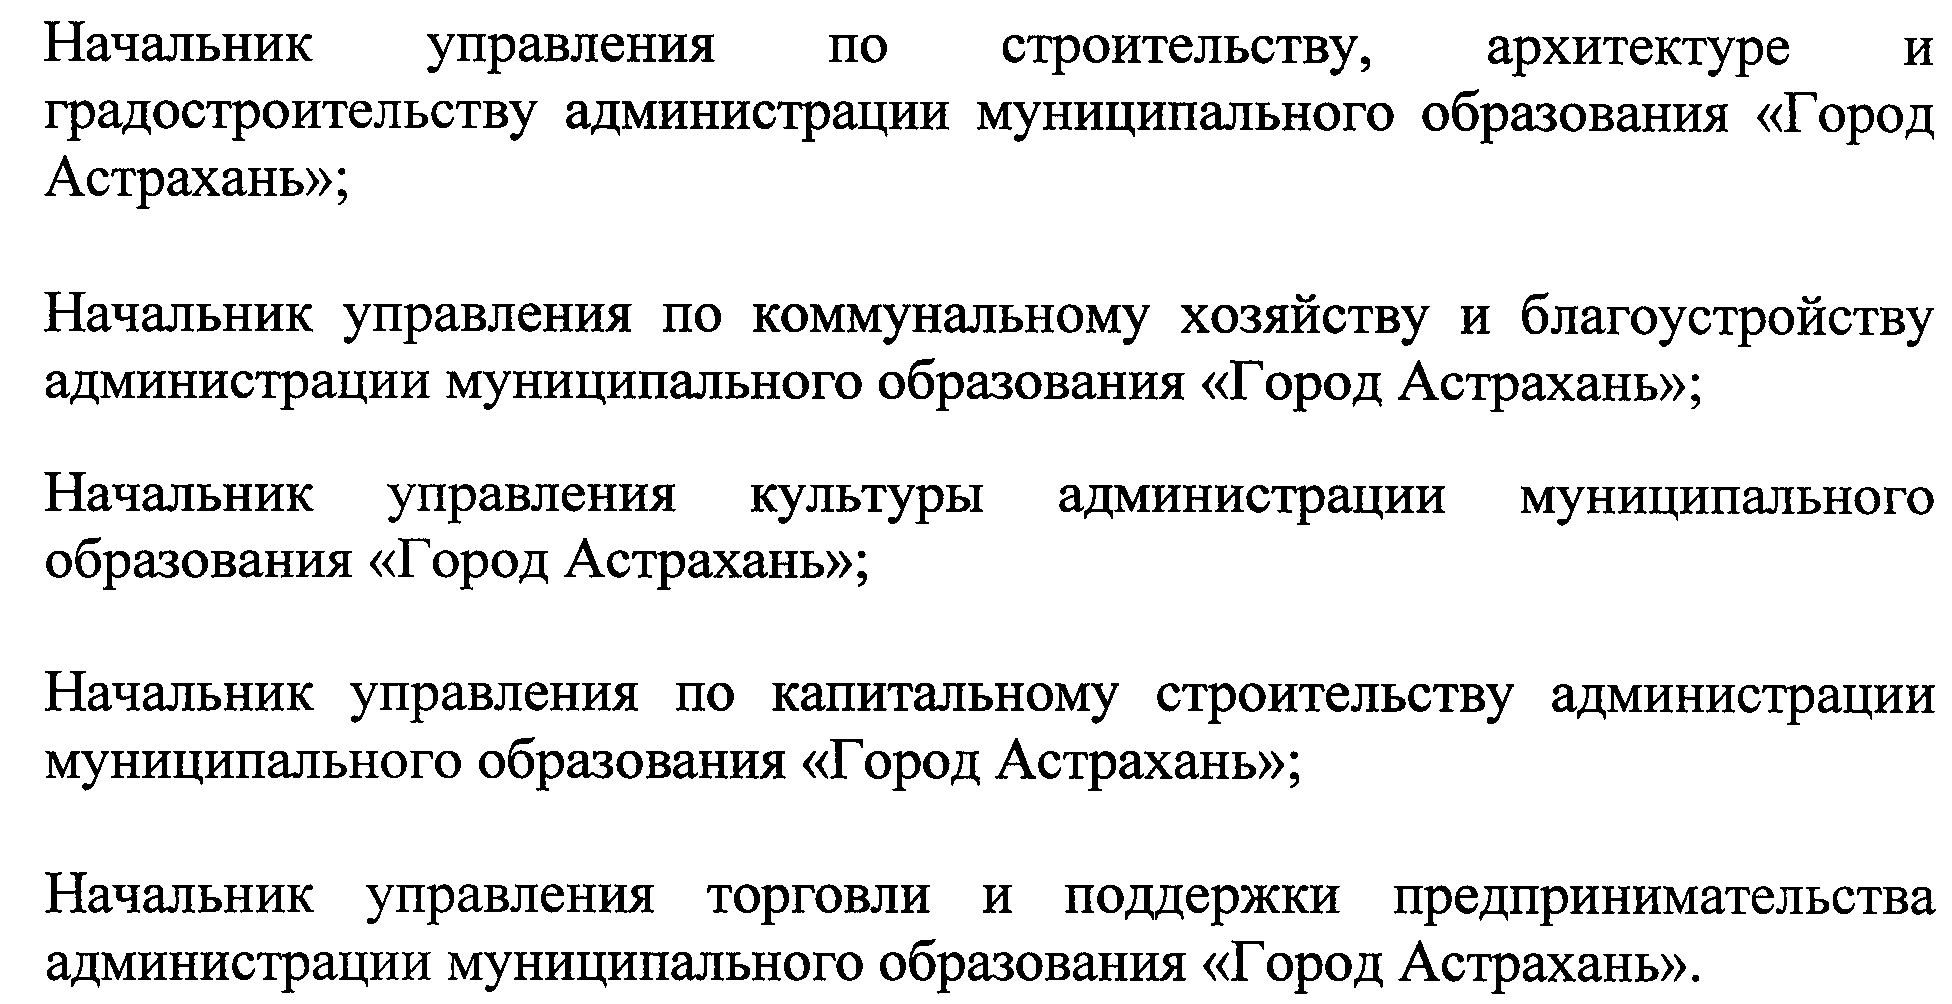 Начальник управления по строительству, архитектуре и
градостроительству администрации муниципального образования «Город
Астрахань»;
Начальник управления по коммунальному хозяйству и благоустройству
администрации муниципального образования «Город Астрахань»;
Начальник управления культуры администрации муниципального
образования «Город Астрахань»;
Начальник управления по капитальному строительству администрации
муниципального образования «Город Астрахань»;
Начальник управления торговли и поддержки предпринимательства
администрации муниципального образования «Город Астрахань».